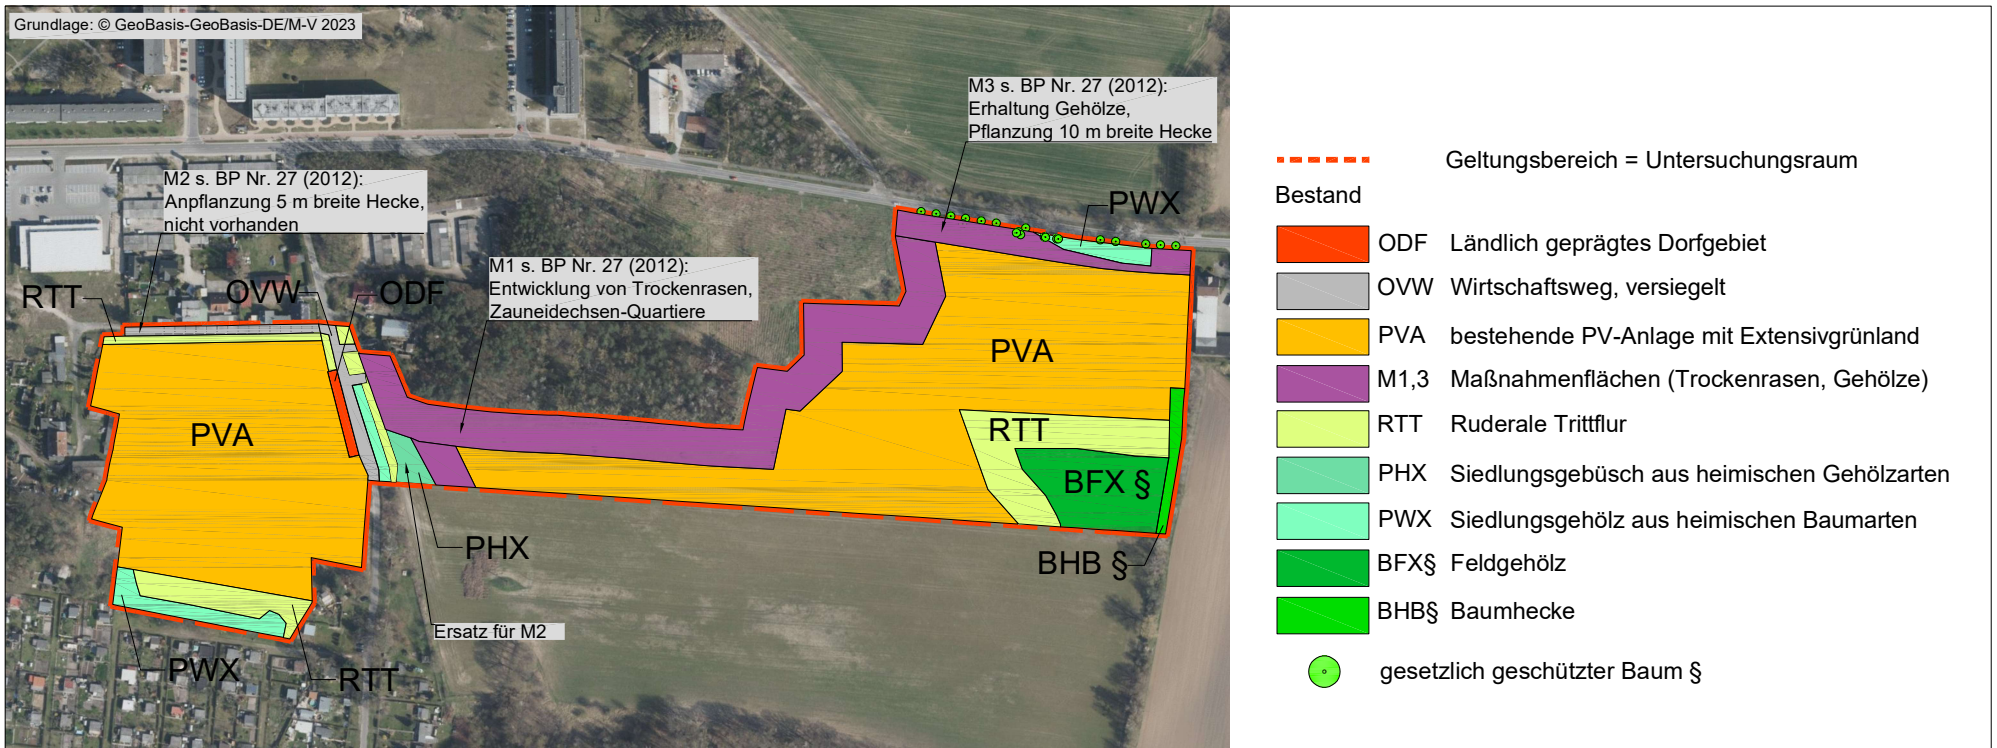 Grundlage: © GeoBasis-GeoBasis-DE/M-V 2023
M3 s. BP Nr. 27 (2012):
Erhaltung Gehölze,
Pflanzung 10 m breite Hecke
M2 s. BP Nr. 27 (2012):
Anpflanzung 5 m breite Hecke,
nicht vorhanden
PWX
M1 s. BP Nr. 27 (2012):
Entwicklung von Trockenrasen,
Zauneidechsen-Quartiere
RTT
OVW
ODF
PVA
PVA
RTT
BFX §
PHX
BHB §
Ersatz für M2
PWX
RTT
Geltungsbereich = Untersuchungsraum
Bestand
ODF Ländlich geprägtes Dorfgebiet
OVW Wirtschaftsweg, versiegelt
PVA bestehende PV-Anlage mit Extensivgrünland
M1,3 Maßnahmenflächen (Trockenrasen, Gehölze)
RTT Ruderale Trittflur
PHX Siedlungsgebüsch aus heimischen Gehölzarten
PWX Siedlungsgehölz aus heimischen Baumarten
BFX§ Feldgehölz
BHB§ Baumhecke
gesetzlich geschützter Baum §